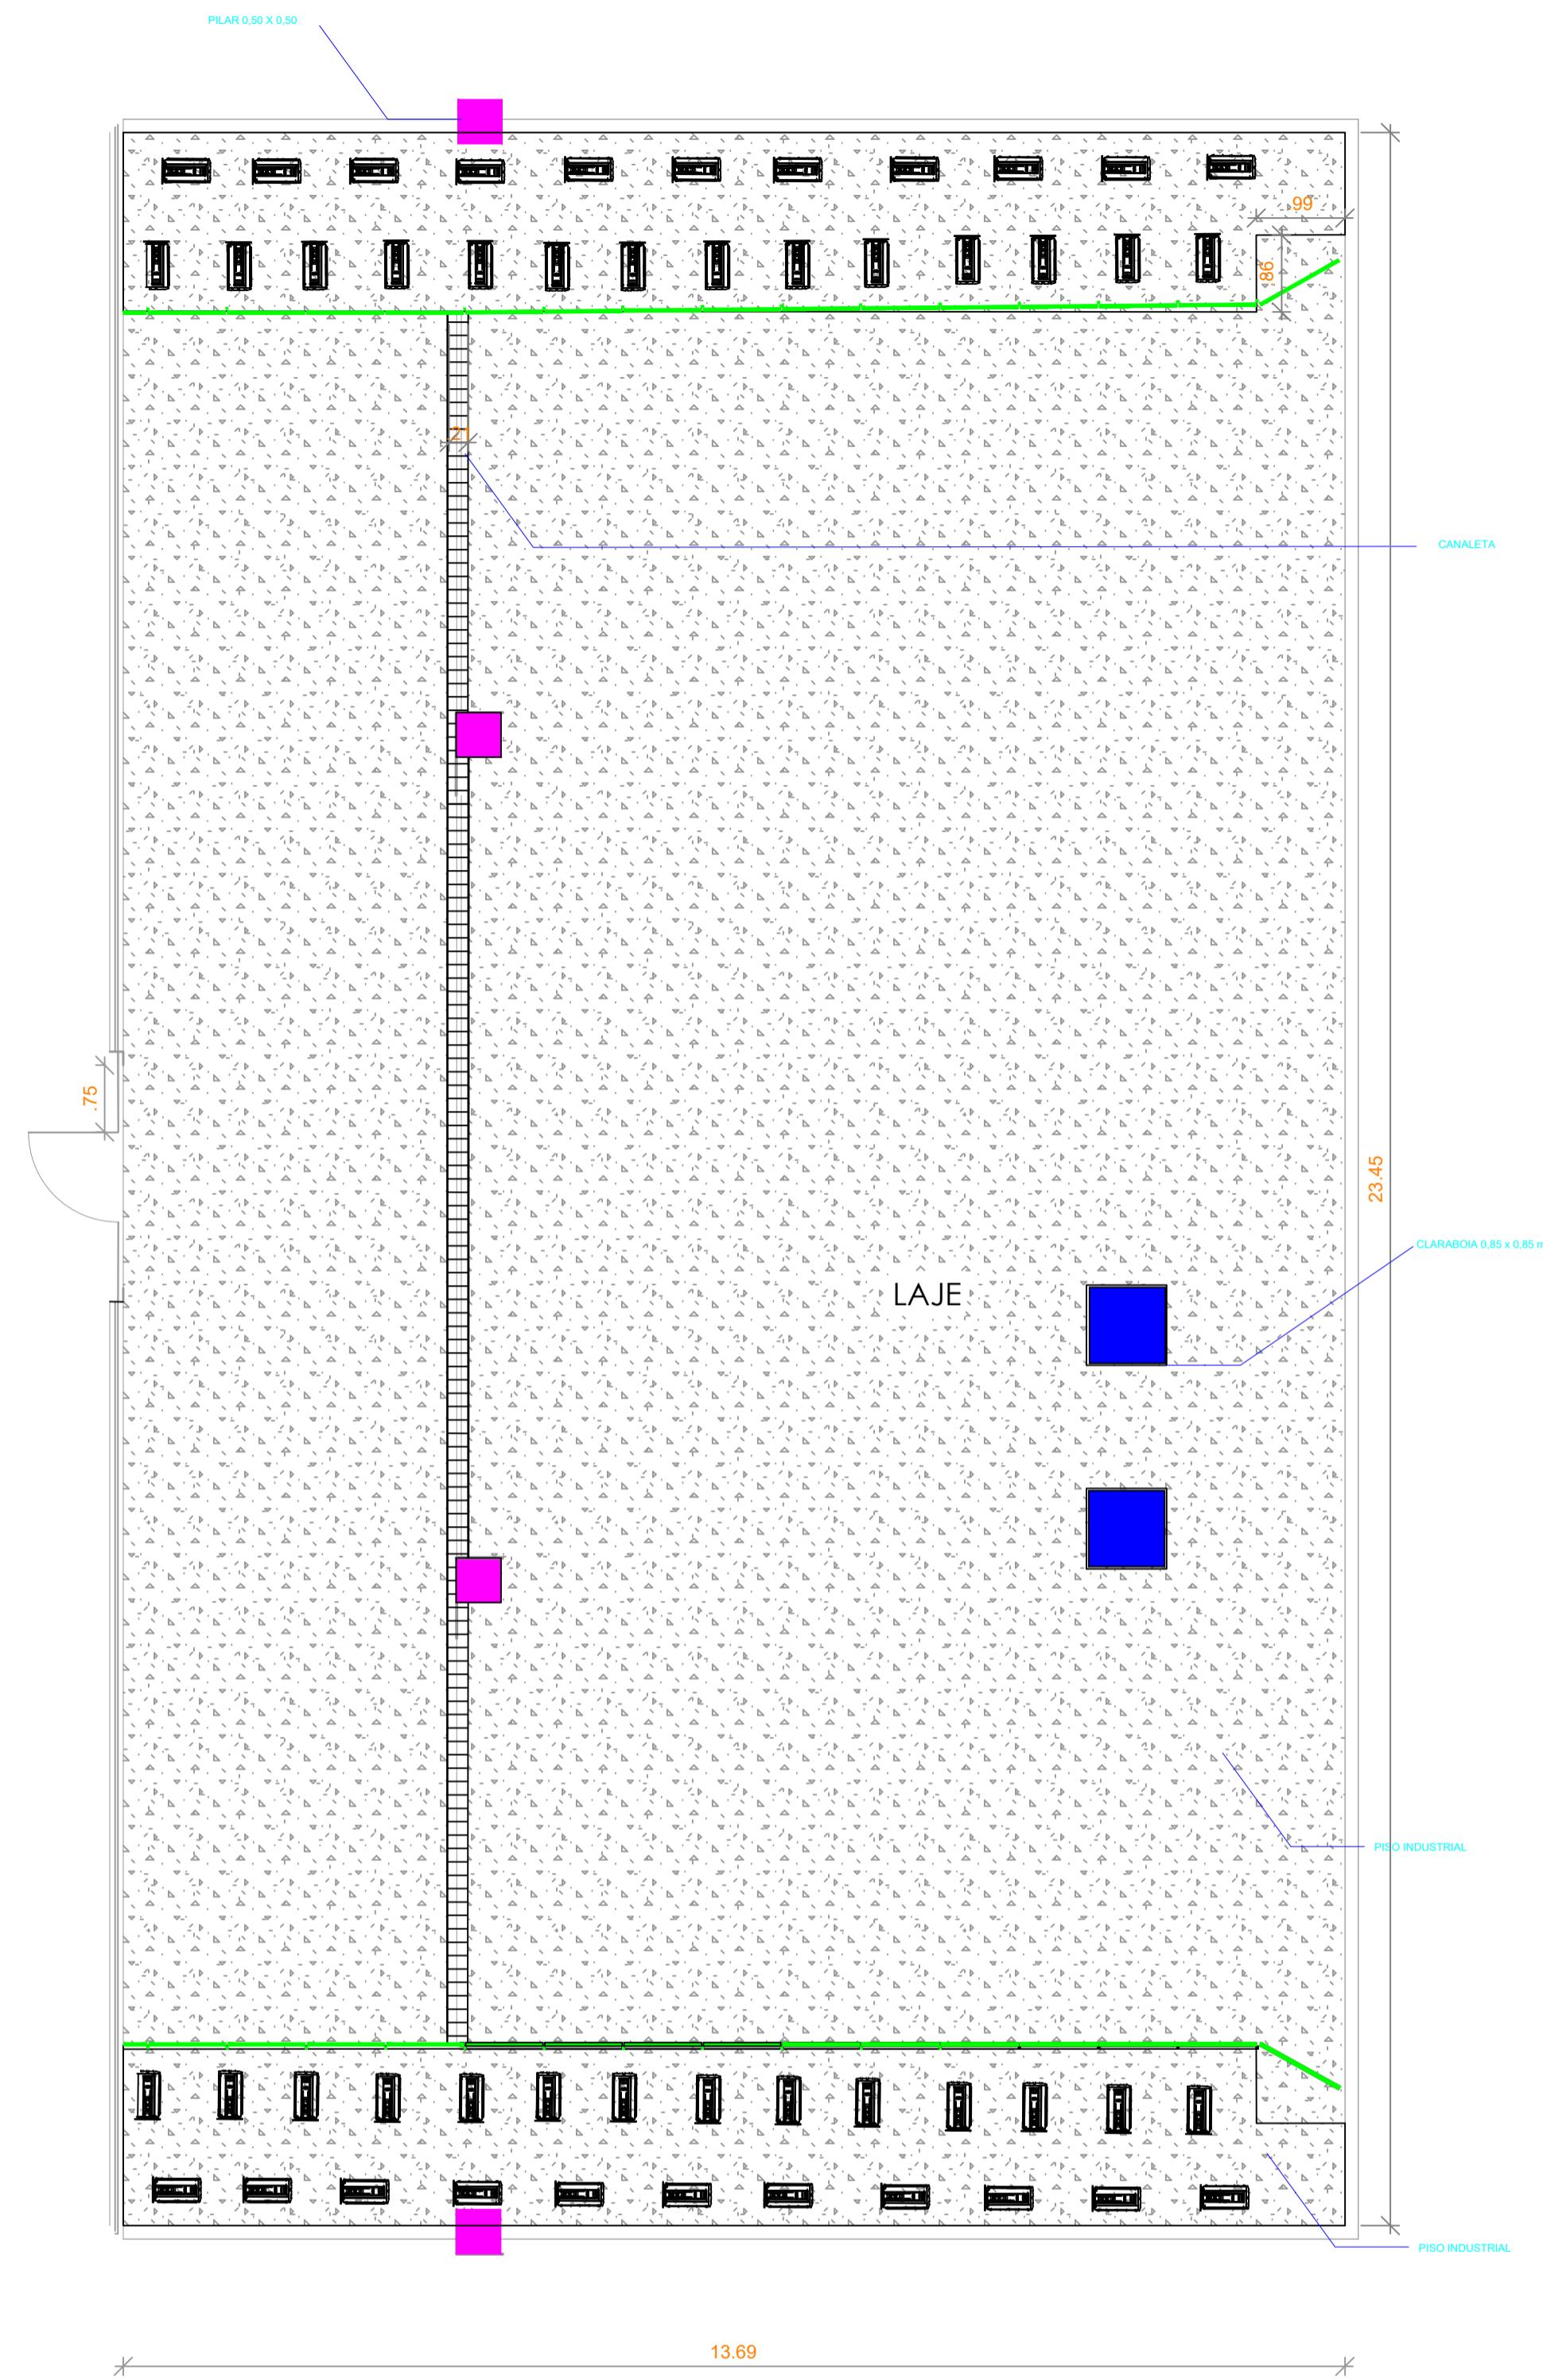 PILAR 0,50 X 0,50
.99
.86
.21
CANALETA
.75
23.45
CLARABOIA 0,85 x 0,85 m
LAJE
PISO INDUSTRIAL
PISO INDUSTRIAL
13.69